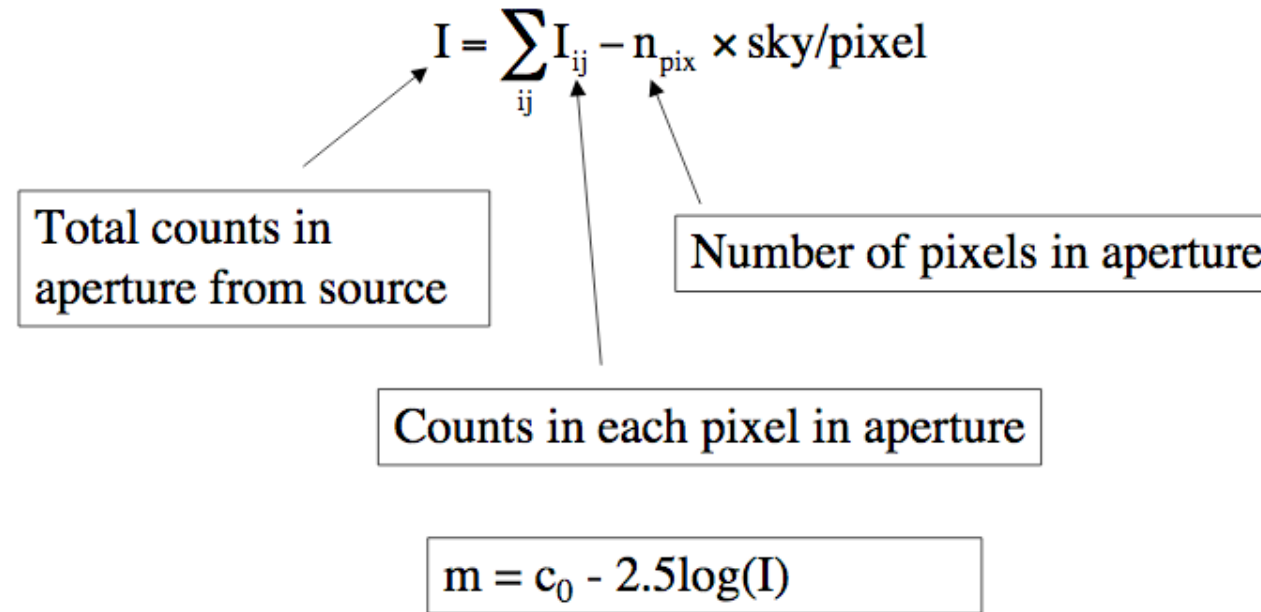 I = ∑ I_ij – n_pix × sky/pixel
ij
Total counts in
aperture from source
Number of pixels in aperture
Counts in each pixel in aperture
m = c_0 - 2.5log(I)